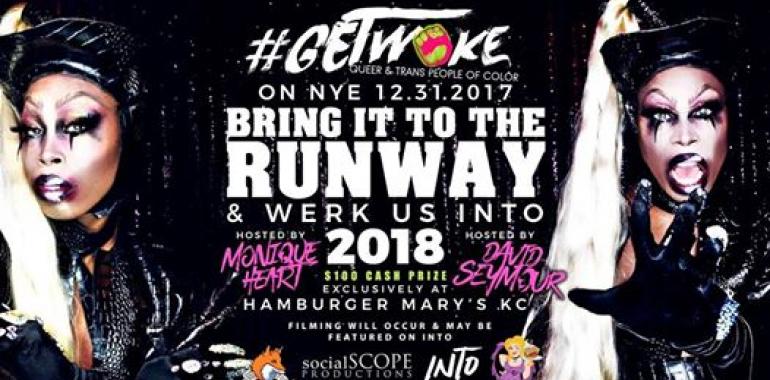 #GETWOKE
QUEER & TRANS PEOPLE OF COLOR
ON NYE 12.31.2017
BRING IT TO THE
RUNWAY
& WERK US INTO
HOSTED BY
MONIQUE
HEART
2018
HOSTED BY
DAVID
SEYMOUR
$100 CASH PRIZE
EXCLUSIVELY AT
HAMBURGER MARY'S KC
FILMING WILL OCCUR & MAY BE
FEATURED ON INTO
socialSCOPE
PRODUCTIONS
INTO